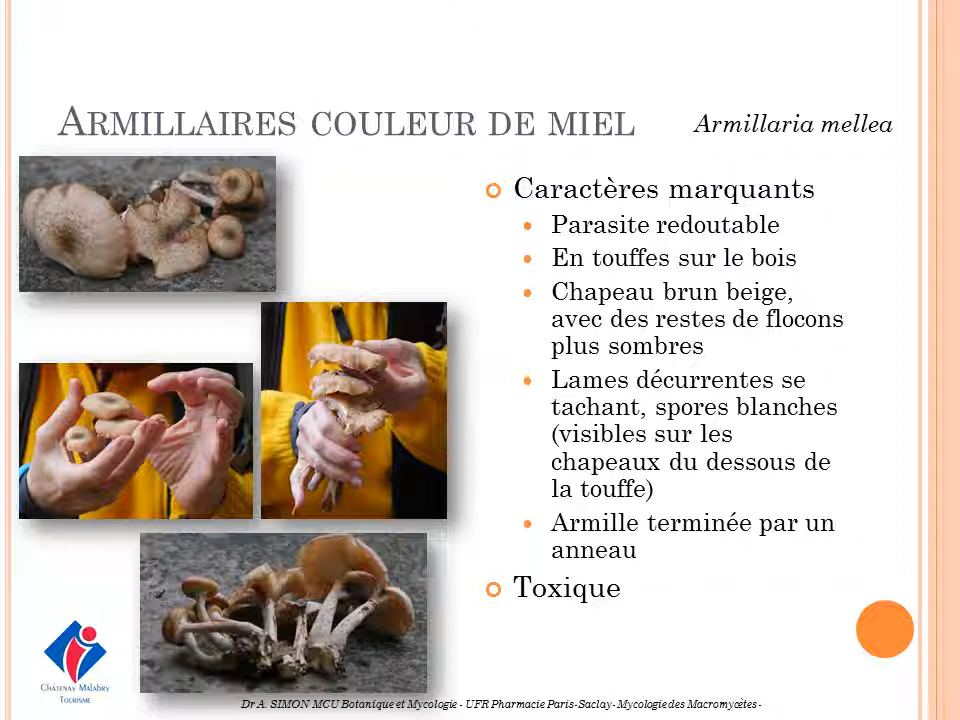 ARMILLAIRES COULEUR DE MIEL
Armillaria mellea
Caractères marquants
Parasite redoutable
En touffes sur le bois
Chapeau brun beige,
avec des restes de flocons
plus sombres
Lames décurrentes se
tachant, spores blanches
(visibles sur les
chapeaux du dessous de
la touffe)
Armille terminée par un
anneau
Toxique
CHÂTENAY MALABRY
TOURISME
Dr A. SIMON MCU Botanique et Mycologie - UFR Pharmacie Paris-Saclay- Mycologie des Macromycètes -